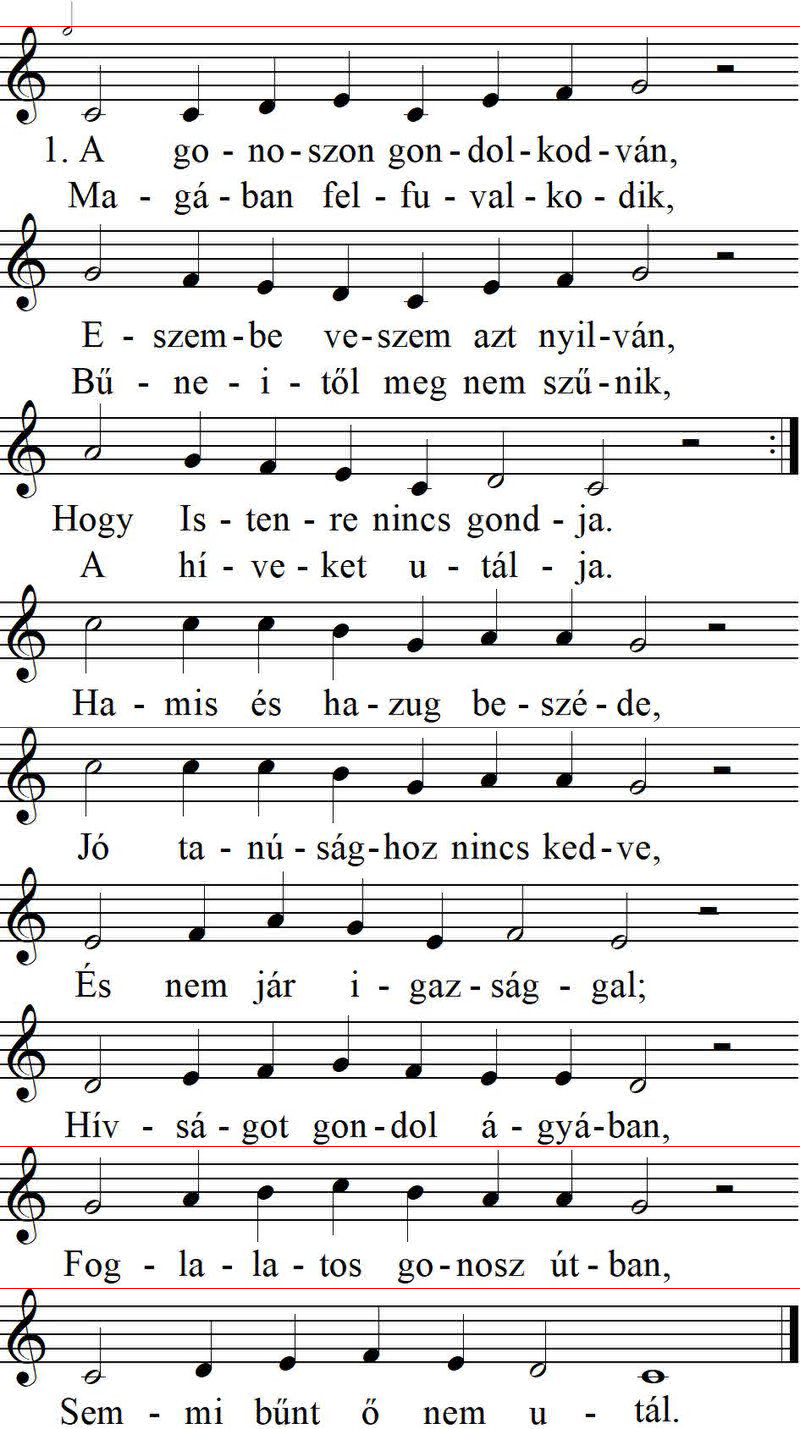 1. A go - no - szon gon - dol - kod - ván,
Ma - gá - ban fel - fu - val - ko - dik,
E - szem - be ve - szem azt nyil - ván,
Bű - ne - i - től meg nem szű - nik,
Hogy Is - ten - re nincs gond - ja.
A hí - ve - ket u - tál - ja.
Ha - mis és ha - zug be - szé - de,
Jó ta - nú - ság - hoz nincs ked - ve,
És nem jár i - gaz - ság - gal;
Hív - sá - got gon - dol á - gyá - ban,
Fog - la - la - tos go - nosz út - ban,
Sem - mi bűnt ő nem u - tál.